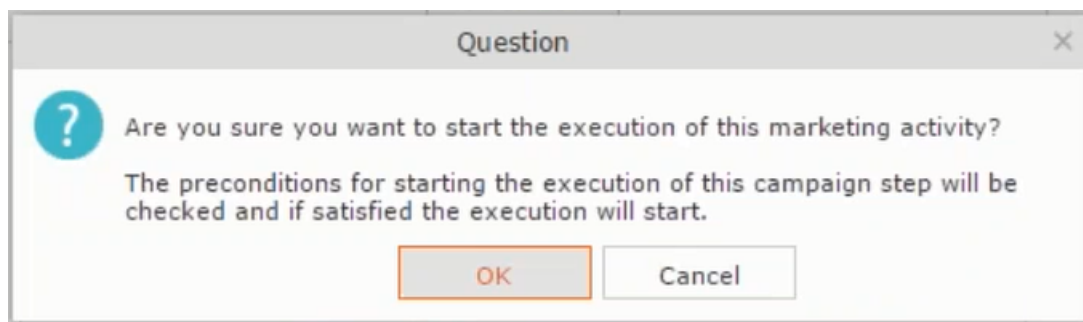 Question
Are you sure you want to start the execution of this marketing activity?
The preconditions for starting the execution of this campaign step will be
checked and if satisfied the execution will start.
OK
Cancel